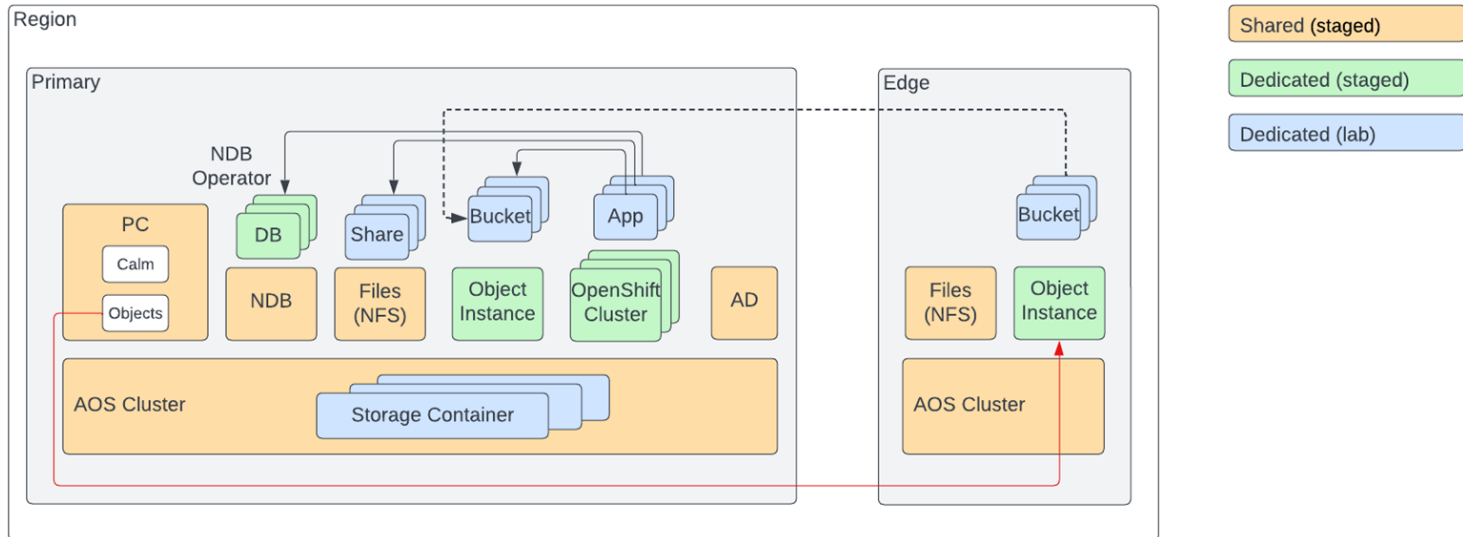 Region
Shared (staged)
Dedicated (staged)
Dedicated (lab)
Primary
Edge
NDB
Operator
PC
Calm
Objects
DB
Share
Bucket
App
Bucket
NDB
Files
(NFS)
Object
Instance
OpenShift
Cluster
AD
Files
(NFS)
Object
Instance
AOS Cluster
Storage Container
AOS Cluster